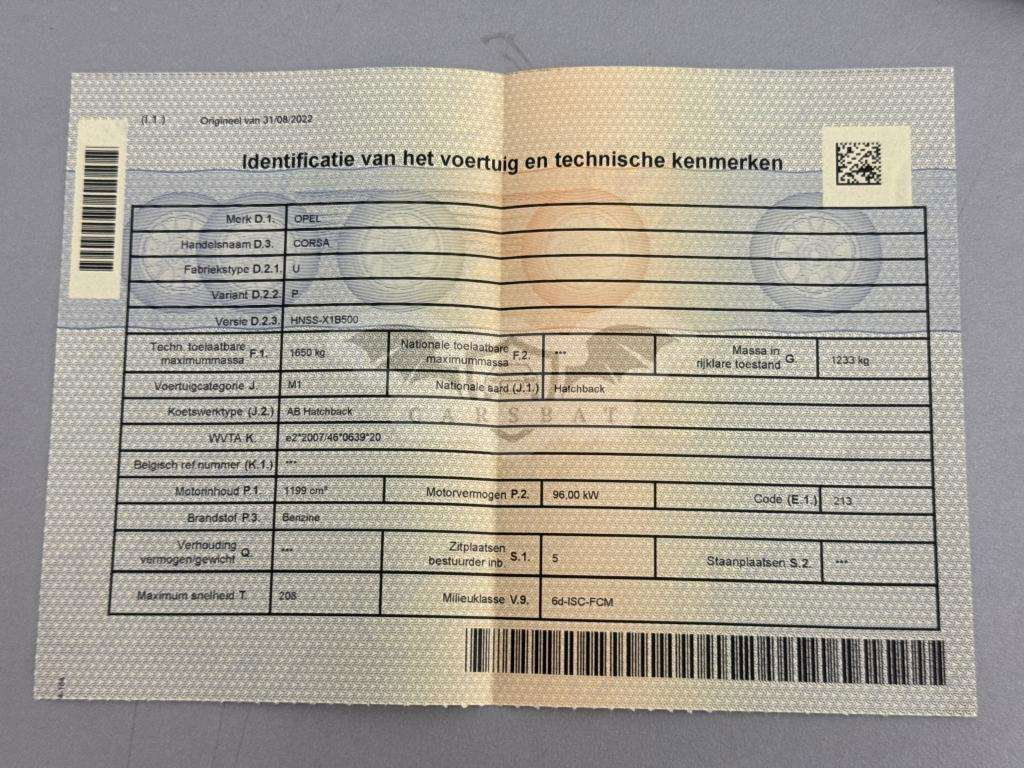 (I.1.) Origineel van 31/08/2022
Identificatie van het voertuig en technische kenmerken
Merk D.1. OPEL
Handelsnaam D.3. CORSA
Fabriekstype D.2.1. U
Variant D.2.2. P
Versie D.2.3. HNSS-X1B500
Techn toelaatbare maximummassa F.1. 1650 kg Nationale toelaatbare maximummassa F.2. --- Massa in rijklare toestand G. 1233 kg
Voertuigcategorie J. M1 Nationale aard (J.1.) Hatchback
Koetswerktype (J.2.) AB Hatchback
CARSBAT
WVTA K. e2*2007/46*0639*20
Belgisch ref nummer (K.1.) ---
Motorinhoud P.1. 1199 cm³ Motorvermogen P.2. 96,00 kW Code (E.1.) 213
Brandstof P.3. Benzine
Verhouding vermogen/gewicht Q. --- Zitplaatsen bestuurder inb S.1. 5 Staanplaatsen S.2. ---
Maximum snelheid T. 208 Milieuklasse V.9. 6d-ISC-FCM